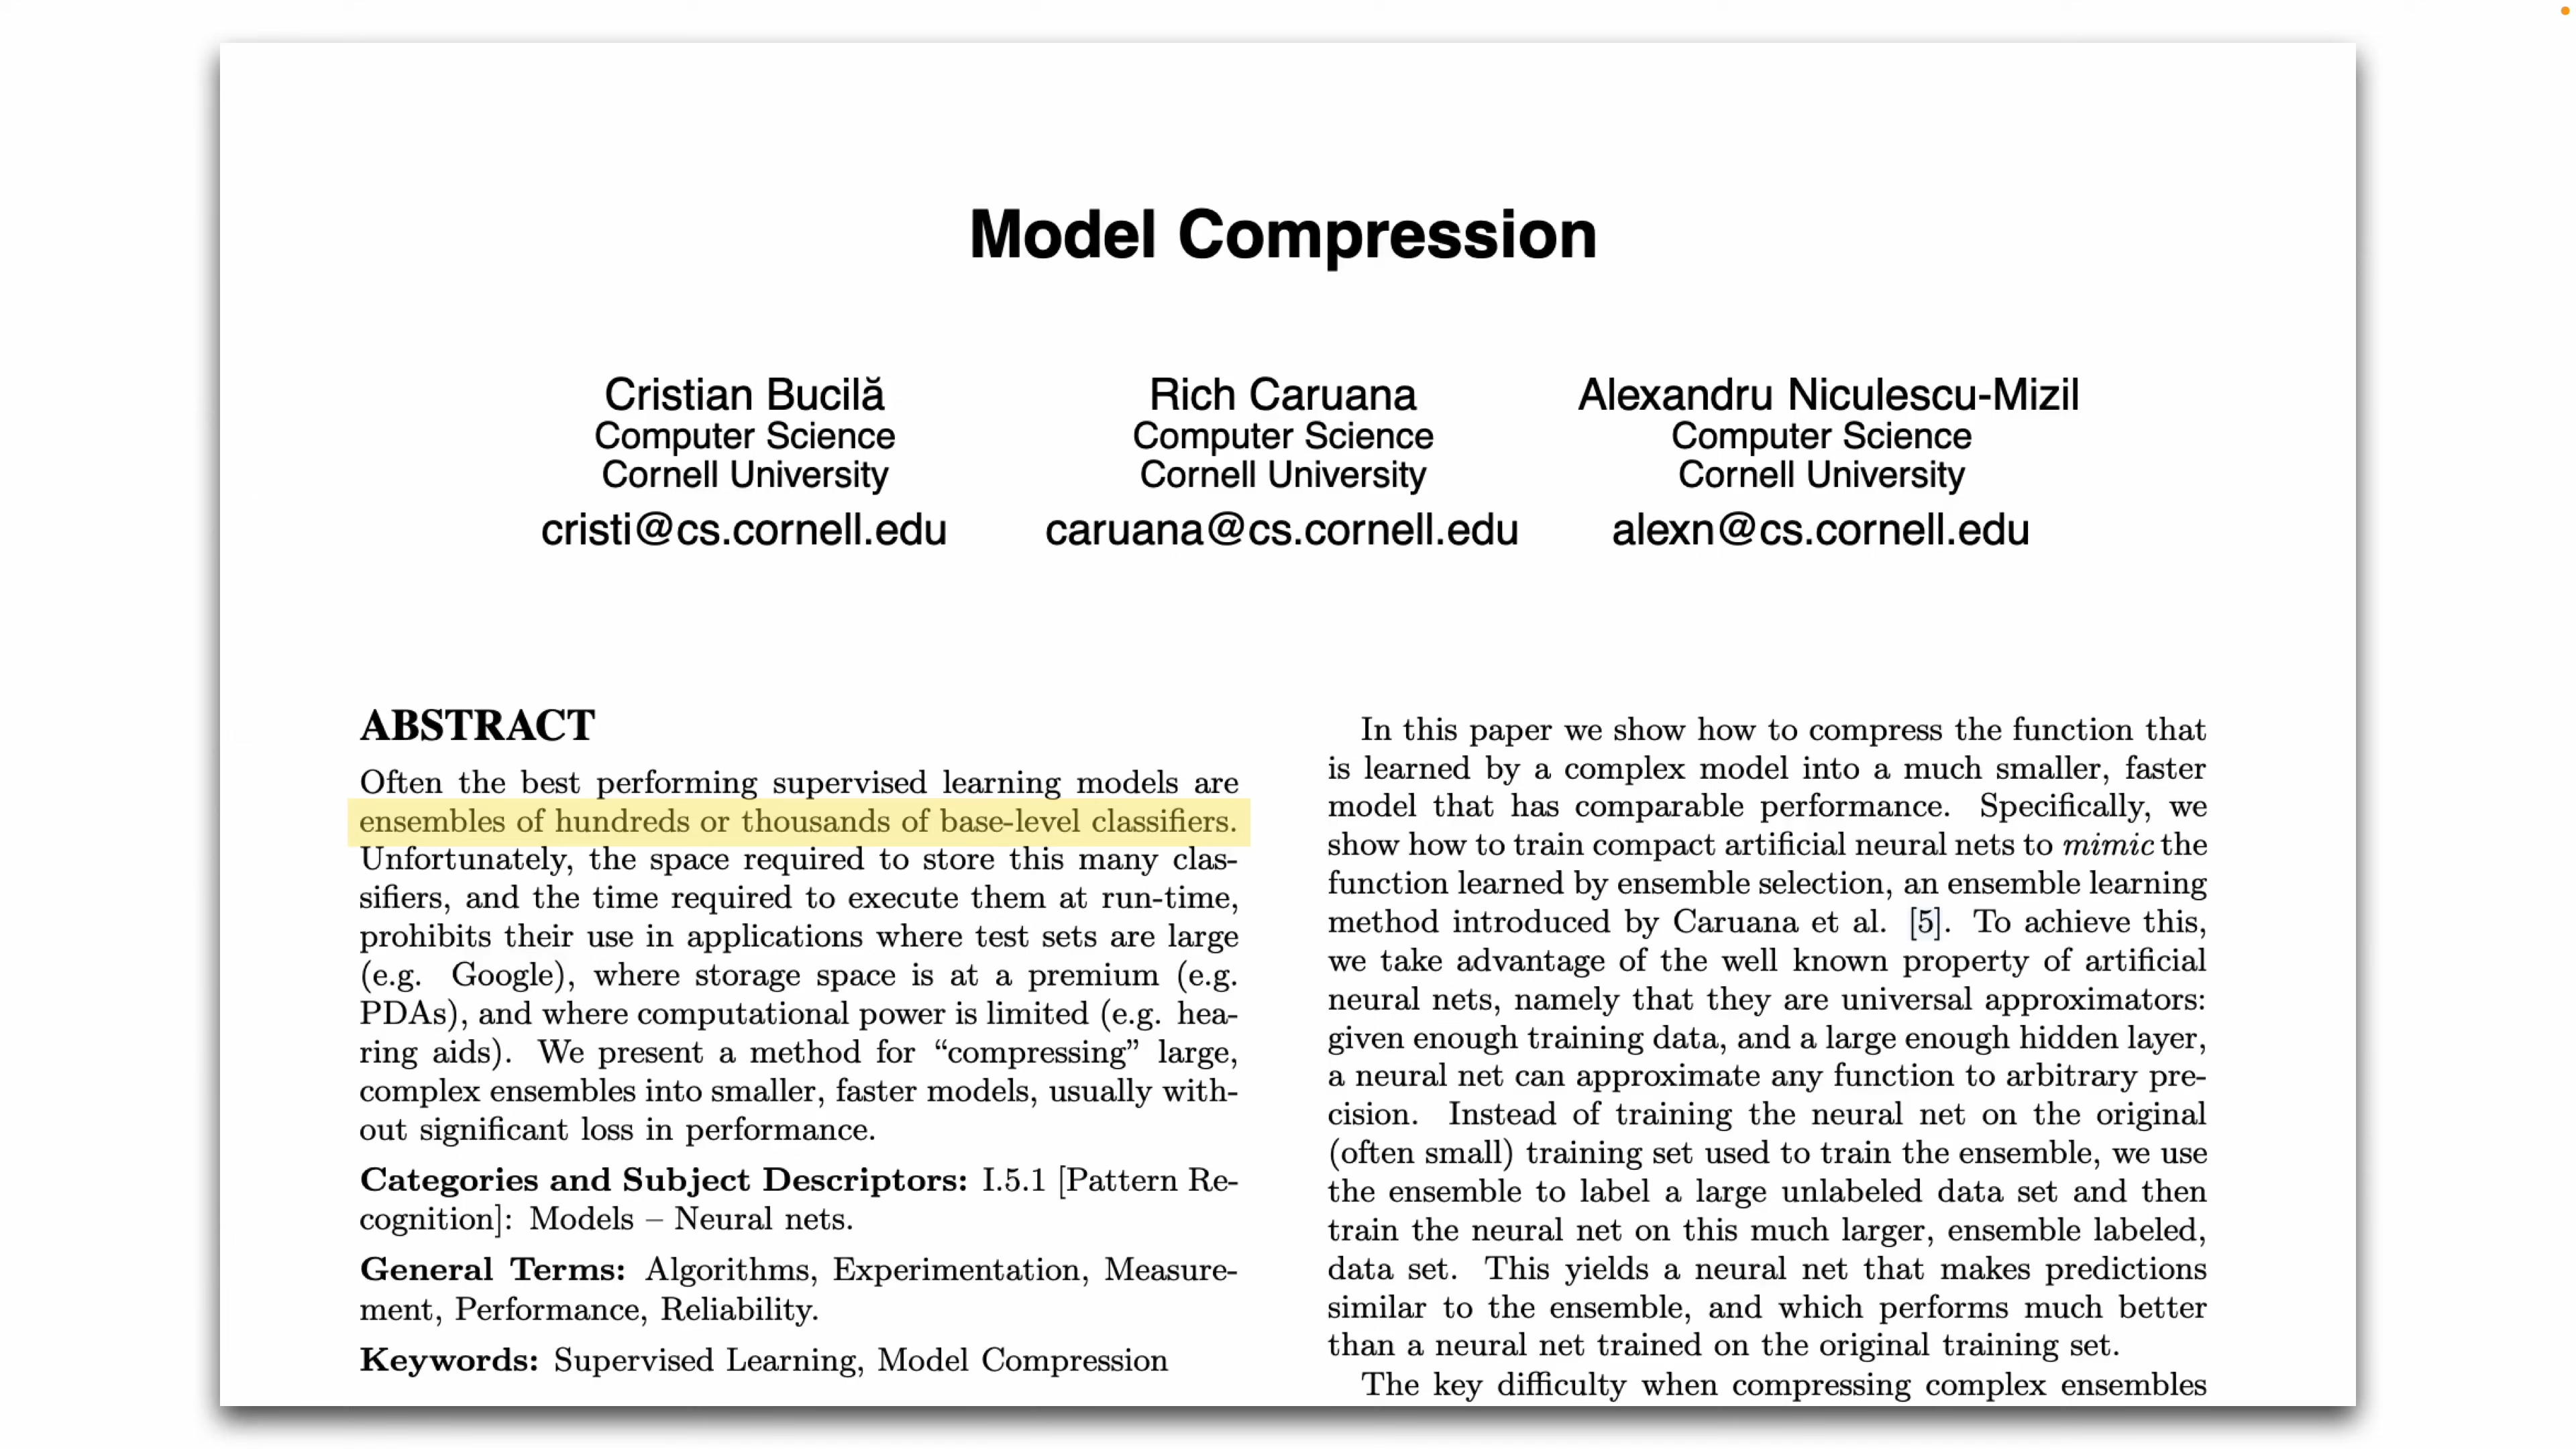 Model Compression
Cristian Bucilă
Computer Science
Cornell University
cristi@cs.cornell.edu
Rich Caruana
Computer Science
Cornell University
caruana@cs.cornell.edu
Alexandru Niculescu-Mizil
Computer Science
Cornell University
alexn@cs.cornell.edu
ABSTRACT
Often the best performing supervised learning models are
ensembles of hundreds or thousands of base-level classifiers.
Unfortunately, the space required to store this many clas-
sifiers, and the time required to execute them at run-time,
prohibits their use in applications where test sets are large
(e.g. Google), where storage space is at a premium (e.g.
PDAs), and where computational power is limited (e.g. hea-
ring aids). We present a method for “compressing” large,
complex ensembles into smaller, faster models, usually with-
out significant loss in performance.
Categories and Subject Descriptors: I.5.1 [Pattern Re-
cognition]: Models – Neural nets.
General Terms: Algorithms, Experimentation, Measure-
ment, Performance, Reliability.
Keywords: Supervised Learning, Model Compression
In this paper we show how to compress the function that
is learned by a complex model into a much smaller, faster
model that has comparable performance. Specifically, we
show how to train compact artificial neural nets to mimic the
function learned by ensemble selection, an ensemble learning
method introduced by Caruana et al. [5]. To achieve this,
we take advantage of the well known property of artificial
neural nets, namely that they are universal approximators:
given enough training data, and a large enough hidden layer,
a neural net can approximate any function to arbitrary pre-
cision. Instead of training the neural net on the original
(often small) training set used to train the ensemble, we use
the ensemble to label a large unlabeled data set and then
train the neural net on this much larger, ensemble labeled,
data set. This yields a neural net that makes predictions
similar to the ensemble, and which performs much better
than a neural net trained on the original training set.
The key difficulty when compressing complex ensembles